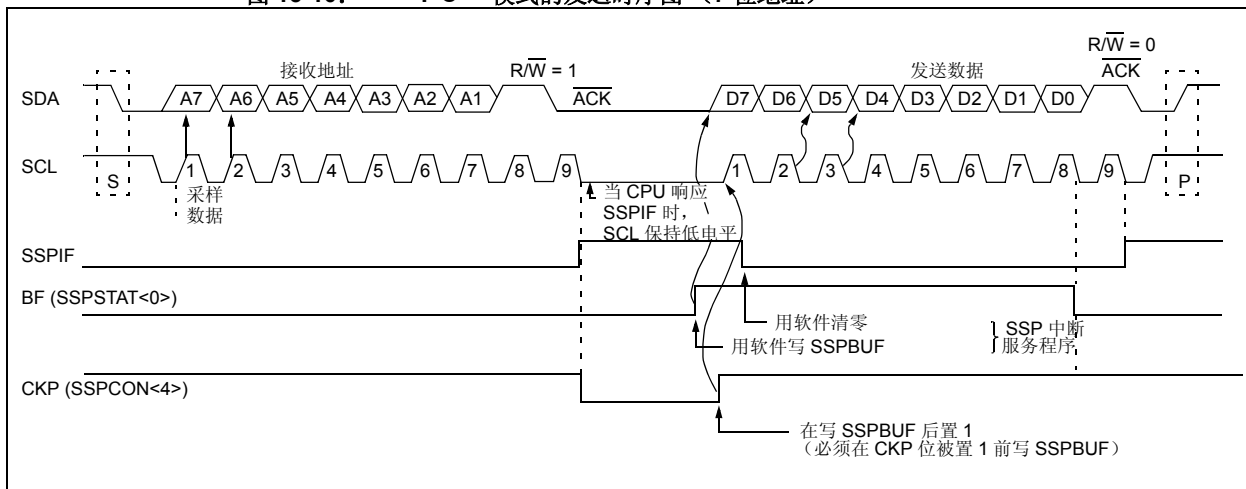 R/W = 1
R/W = 0
接收地址
发送数据
ACK
ACK
SDA
A7 A6 A5 A4 A3 A2 A1
D7 D6 D5 D4 D3 D2 D1 D0
SCL
S
1 2 3 4 5 6 7 8 9
1 2 3 4 5 6 7 8 9
P
采样
数据
当 CPU 响应
SSPIF 时,
SCL 保持低电平
SSPIF
BF (SSPSTAT<0>)
用软件清零
用软件写 SSPBUF
SSP 中断
服务程序
CKP (SSPCON<4>)
在写 SSPBUF 后置 1
（必须在 CKP 位被置 1 前写 SSPBUF）